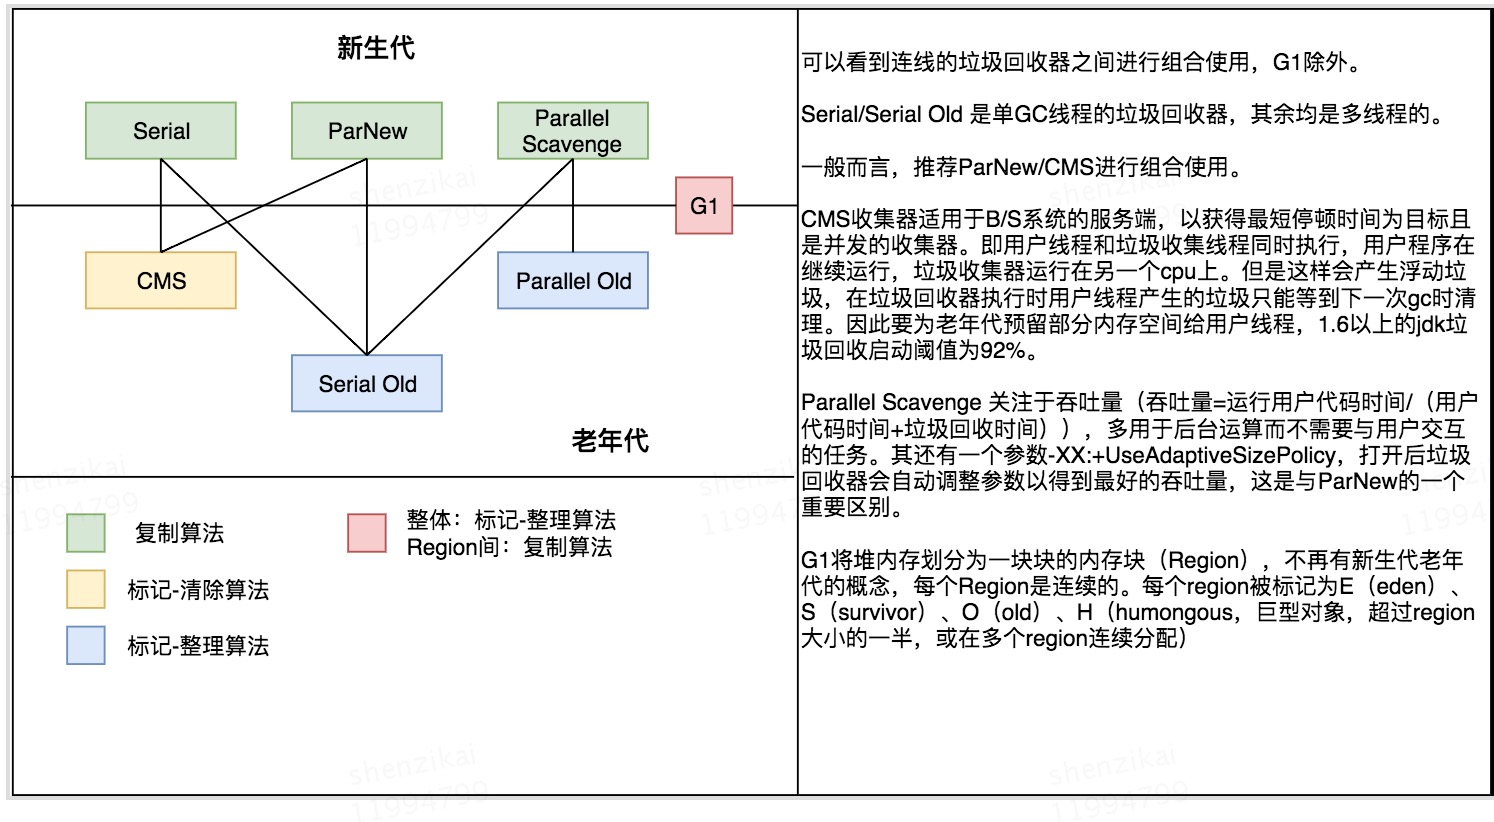 新生代
Serial
ParNew
Parallel
Scavenge
G1
CMS
Parallel Old
Serial Old
老年代
复制算法
标记-清除算法
标记-整理算法
整体：标记-整理算法
Region间：复制算法
可以看到连线的垃圾回收器之间进行组合使用，G1除外。
Serial/Serial Old 是单GC线程的垃圾回收器，其余均是多线程的。
一般而言，推荐ParNew/CMS进行组合使用。
CMS收集器适用于B/S系统的服务端，以获得最短停顿时间为目标且
是并发的收集器。即用户线程和垃圾收集线程同时执行，用户程序在
继续运行，垃圾收集器运行在另一个cpu上。但是这样会产生浮动垃
圾，在垃圾回收器执行时用户线程产生的垃圾只能等到下一次gc时清
理。因此要为老年代预留部分内存空间给用户线程，1.6以上的jdk垃
圾回收启动阈值为92%。
Parallel Scavenge 关注于吞吐量（吞吐量=运行用户代码时间/（用户
代码时间+垃圾回收时间）），多用于后台运算而不需要与用户交互
的任务。其还有一个参数-XX:+UseAdaptiveSizePolicy，打开后垃圾
回收器会自动调整参数以得到最好的吞吐量，这是与ParNew的一个
重要区别。
G1将堆内存划分为一块块的内存块（Region），不再有新生代老年
代的概念，每个Region是连续的。每个region被标记为E（eden）、
S（survivor）、O（old）、H（humongous，巨型对象，超过region
大小的一半，或在多个region连续分配）
shenzikai
11994799
shenzikai
11994799
shenzikai
11994799
shenzikai
11994799
shenzikai
11994799